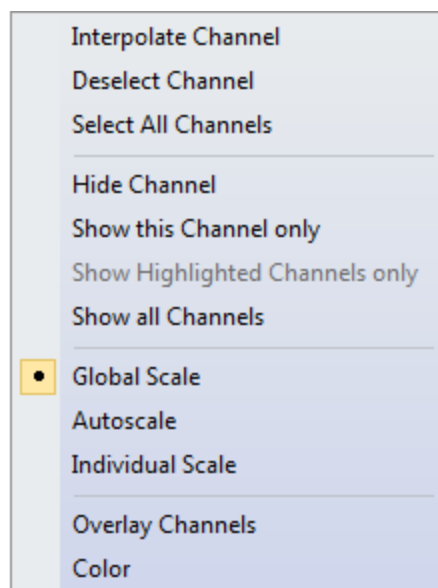 Interpolate Channel
Deselect Channel
Select All Channels
Hide Channel
Show this Channel only
Show Highlighted Channels only
Show all Channels
Global Scale
Autoscale
Individual Scale
Overlay Channels
Color